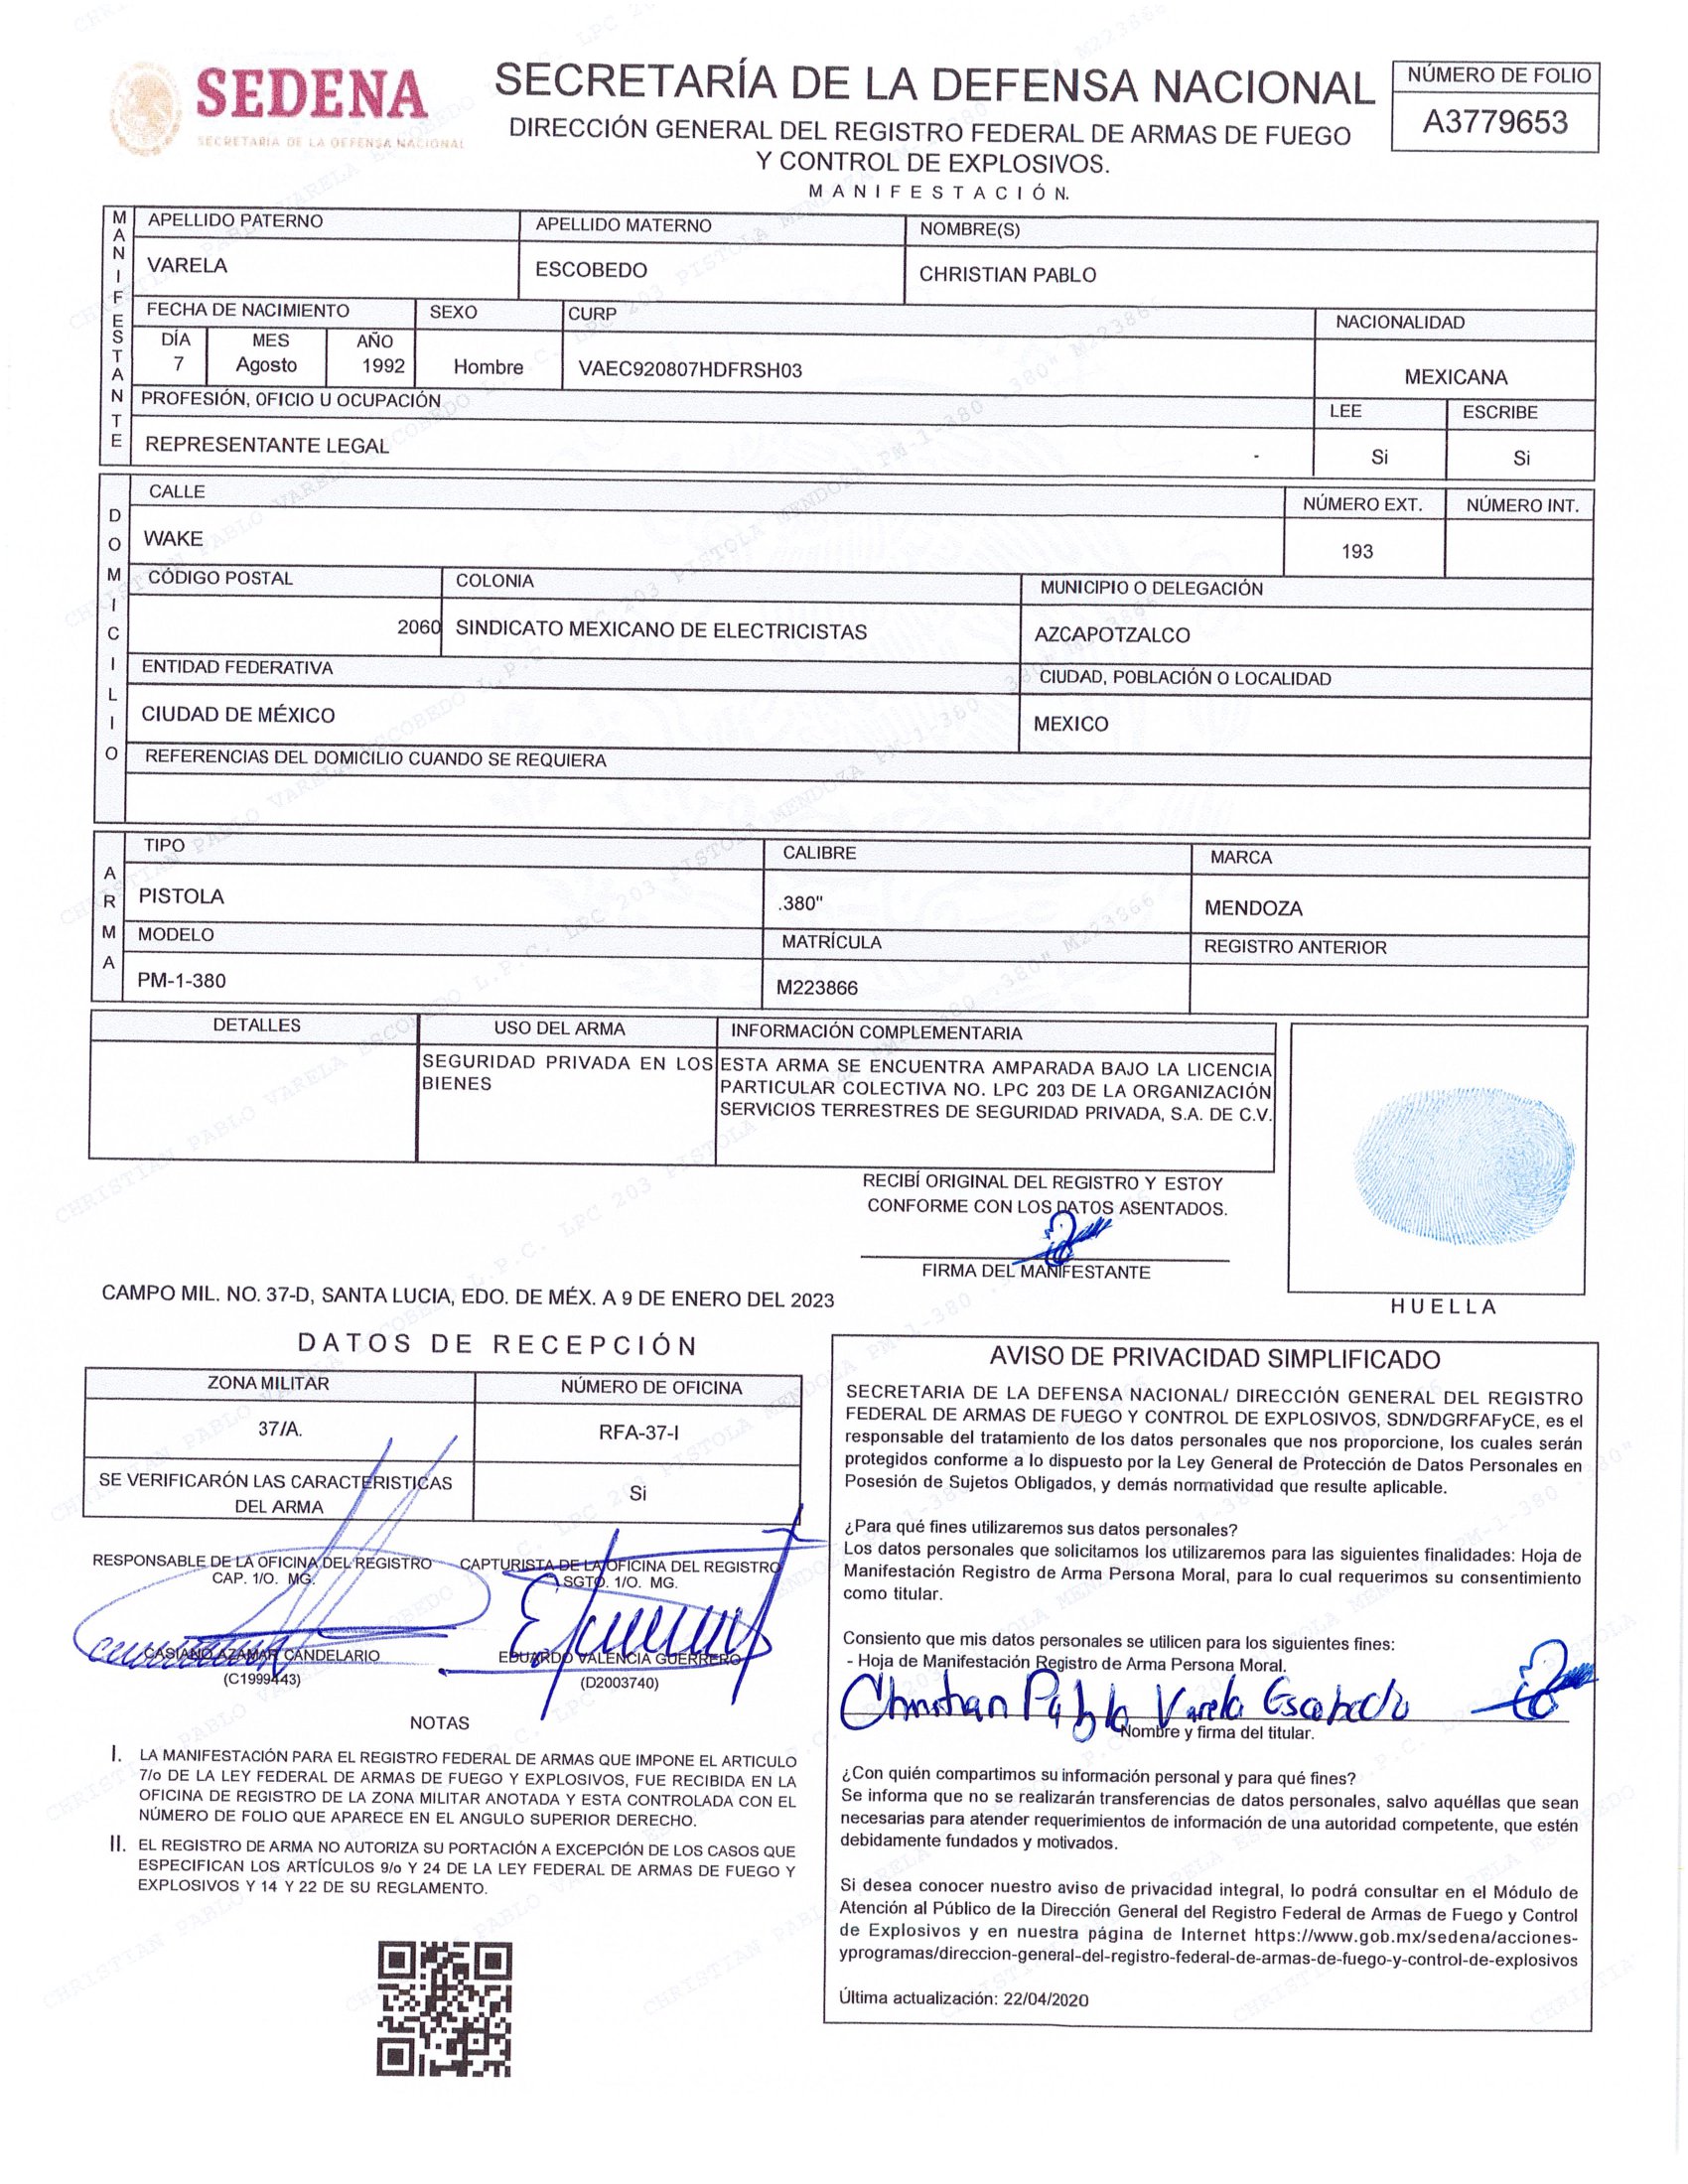 SEDENA
SECRETARÍA DE LA DEFENSA NACIONAL
SECRETARÍA DE LA DEFENSA NACIONAL
DIRECCIÓN GENERAL DEL REGISTRO FEDERAL DE ARMAS DE FUEGO
Y CONTROL DE EXPLOSIVOS.
MANIFESTACIÓN.
NÚMERO DE FOLIO
A3779653
MANIFESTANTE
APELLIDO PATERNO APELLIDO MATERNO NOMBRE(S)
VARELA ESCOBEDO CHRISTIAN PABLO
FECHA DE NACIMIENTO SEXO CURP NACIONALIDAD
DÍA MES AÑO
7 Agosto 1992 Hombre VAEC920807HDFRSH03 MEXICANA
PROFESIÓN, OFICIO U OCUPACIÓN LEE ESCRIBE
REPRESENTANTE LEGAL - Si Si
DOMICILIO
CALLE NÚMERO EXT. NÚMERO INT.
WAKE 193
CÓDIGO POSTAL COLONIA MUNICIPIO O DELEGACIÓN
2060 SINDICATO MEXICANO DE ELECTRICISTAS AZCAPOTZALCO
ENTIDAD FEDERATIVA CIUDAD, POBLACIÓN O LOCALIDAD
CIUDAD DE MÉXICO MEXICO
REFERENCIAS DEL DOMICILIO CUANDO SE REQUIERA
ARMA
TIPO CALIBRE MARCA
PISTOLA .380" MENDOZA
MODELO MATRÍCULA REGISTRO ANTERIOR
PM-1-380 M223866
DETALLES USO DEL ARMA INFORMACIÓN COMPLEMENTARIA
SEGURIDAD PRIVADA EN LOS BIENES
ESTA ARMA SE ENCUENTRA AMPARADA BAJO LA LICENCIA
PARTICULAR COLECTIVA NO. LPC 203 DE LA ORGANIZACIÓN
SERVICIOS TERRESTRES DE SEGURIDAD PRIVADA, S.A. DE C.V.
RECIBÍ ORIGINAL DEL REGISTRO Y ESTOY
CONFORME CON LOS DATOS ASENTADOS.
FIRMA DEL MANIFESTANTE
HUELLA
CAMPO MIL. NO. 37-D, SANTA LUCIA, EDO. DE MÉX. A 9 DE ENERO DEL 2023
DATOS DE RECEPCIÓN
ZONA MILITAR NÚMERO DE OFICINA
37/A. RFA-37-I
SE VERIFICARÓN LAS CARACTERISTICAS
DEL ARMA
Si
RESPONSABLE DE LA OFICINA DEL REGISTRO
CAP. 1/O. MG.
CASIANO AZAMAR CANDELARIO
(C1999443)
CAPTURISTA DE LA OFICINA DEL REGISTRO
SGTO. 1/O. MG.
EDUARDO VALENCIA GUERRERO
(D2003740)
NOTAS
I. LA MANIFESTACIÓN PARA EL REGISTRO FEDERAL DE ARMAS QUE IMPONE EL ARTICULO
7/o DE LA LEY FEDERAL DE ARMAS DE FUEGO Y EXPLOSIVOS, FUE RECIBIDA EN LA
OFICINA DE REGISTRO DE LA ZONA MILITAR ANOTADA Y ESTA CONTROLADA CON EL
NÚMERO DE FOLIO QUE APARECE EN EL ANGULO SUPERIOR DERECHO.
II. EL REGISTRO DE ARMA NO AUTORIZA SU PORTACIÓN A EXCEPCIÓN DE LOS CASOS QUE
ESPECIFICAN LOS ARTÍCULOS 9/o Y 24 DE LA LEY FEDERAL DE ARMAS DE FUEGO Y
EXPLOSIVOS Y 14 Y 22 DE SU REGLAMENTO.
AVISO DE PRIVACIDAD SIMPLIFICADO
SECRETARIA DE LA DEFENSA NACIONAL/ DIRECCIÓN GENERAL DEL REGISTRO
FEDERAL DE ARMAS DE FUEGO Y CONTROL DE EXPLOSIVOS, SDN/DGRFAFyCE, es el
responsable del tratamiento de los datos personales que nos proporcione, los cuales serán
protegidos conforme a lo dispuesto por la Ley General de Protección de Datos Personales en
Posesión de Sujetos Obligados, y demás normatividad que resulte aplicable.
¿Para qué fines utilizaremos sus datos personales?
Los datos personales que solicitamos los utilizaremos para las siguientes finalidades: Hoja de
Manifestación Registro de Arma Persona Moral, para lo cual requerimos su consentimiento
como titular.
Consiento que mis datos personales se utilicen para los siguientes fines:
- Hoja de Manifestación Registro de Arma Persona Moral.
Christian Pablo Varela Escobedo
Nombre y firma del titular.
¿Con quién compartimos su información personal y para qué fines?
Se informa que no se realizarán transferencias de datos personales, salvo aquéllas que sean
necesarias para atender requerimientos de información de una autoridad competente, que estén
debidamente fundados y motivados.
Si desea conocer nuestro aviso de privacidad integral, lo podrá consultar en el Módulo de
Atención al Público de la Dirección General del Registro Federal de Armas de Fuego y Control
de Explosivos y en nuestra página de Internet https://www.gob.mx/sedena/acciones-
yprogramas/direccion-general-del-registro-federal-de-armas-de-fuego-y-control-de-explosivos
Última actualización: 22/04/2020